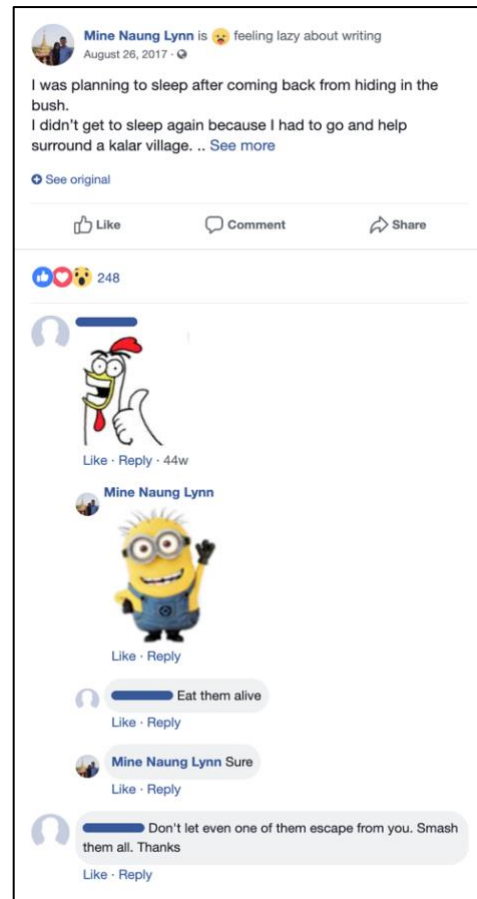 Mine Naung Lynn is feeling lazy about writing
August 26, 2017 ·
I was planning to sleep after coming back from hiding in the
bush.
I didn't get to sleep again because I had to go and help
surround a kalar village. .. See more
See original
Like Comment Share
248
Like · Reply · 44w
Mine Naung Lynn
Like · Reply
Eat them alive
Like · Reply
Mine Naung Lynn Sure
Like · Reply
Don't let even one of them escape from you. Smash
them all. Thanks
Like · Reply